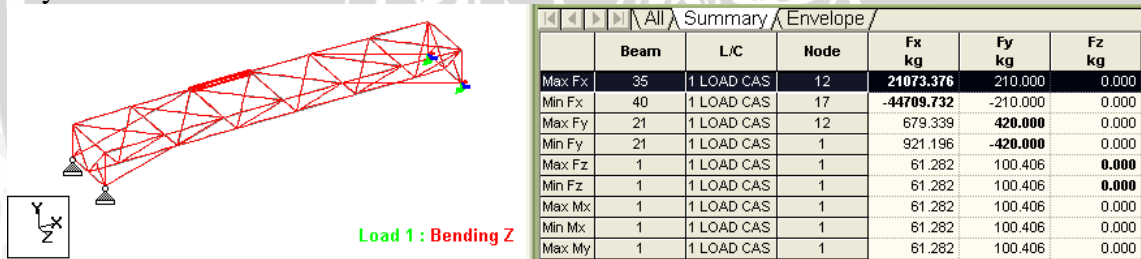 All Summary Envelope
Beam L/C Node Fx kg Fy kg Fz kg
Max Fx 35 1 LOAD CAS 12 21073.376 210.000 0.000
Min Fx 40 1 LOAD CAS 17 -44709.732 -210.000 0.000
Max Fy 21 1 LOAD CAS 12 679.339 420.000 0.000
Min Fy 21 1 LOAD CAS 1 921.196 -420.000 0.000
Max Fz 1 1 LOAD CAS 1 61.282 100.406 0.000
Min Fz 1 1 LOAD CAS 1 61.282 100.406 0.000
Max Mx 1 1 LOAD CAS 1 61.282 100.406 0.000
Min Mx 1 1 LOAD CAS 1 61.282 100.406 0.000
Max My 1 1 LOAD CAS 1 61.282 100.406 0.000
Y
X
Z
Load 1 : Bending Z